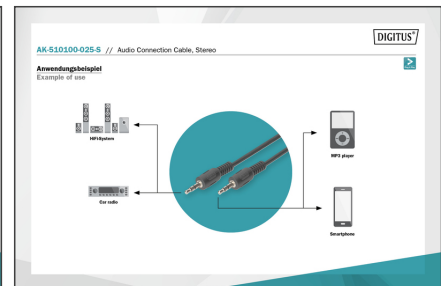 DIGITUS®
AK-510100-025-S // Audio Connection Cable, Stereo
Anwendungsbeispiel
Example of use
HiFi-System
MP3 player
Car radio
Smartphone